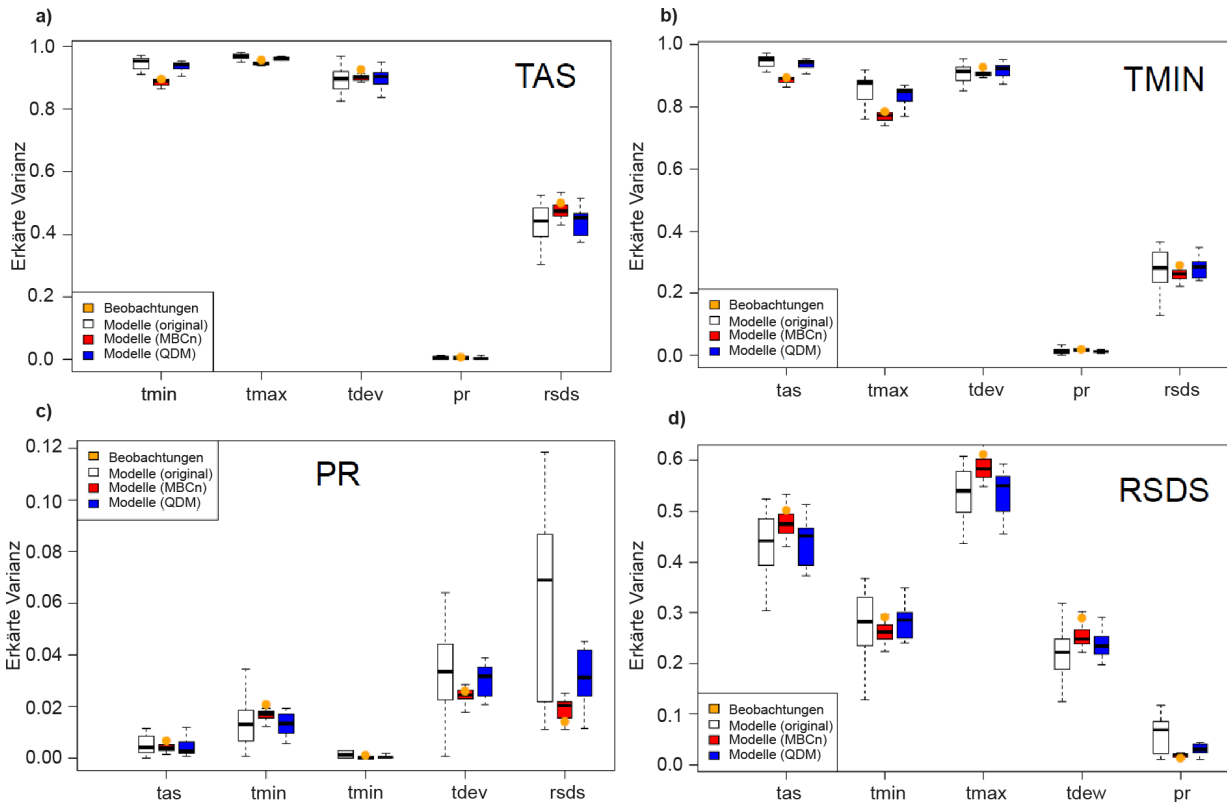 a)
TAS
Erkärte Varianz
1.0
0.8
0.6
0.4
0.2
0.0
Beobachtungen
Modelle (original)
Modelle (MBCn)
Modelle (QDM)
tmin tmax tdev pr rsds
b)
TMIN
Erkärte Varianz
1.0
0.8
0.6
0.4
0.2
0.0
Beobachtungen
Modelle (original)
Modelle (MBCn)
Modelle (QDM)
tas tmax tdev pr rsds
c)
PR
Erkärte Varianz
0.12
0.10
0.08
0.06
0.04
0.02
0.00
Beobachtungen
Modelle (original)
Modelle (MBCn)
Modelle (QDM)
tas tmin tmin tdev rsds
d)
RSDS
Erkärte Varianz
0.6
0.5
0.4
0.3
0.2
0.1
0.0
Beobachtungen
Modelle (original)
Modelle (MBCn)
Modelle (QDM)
tas tmin tmax tdew pr